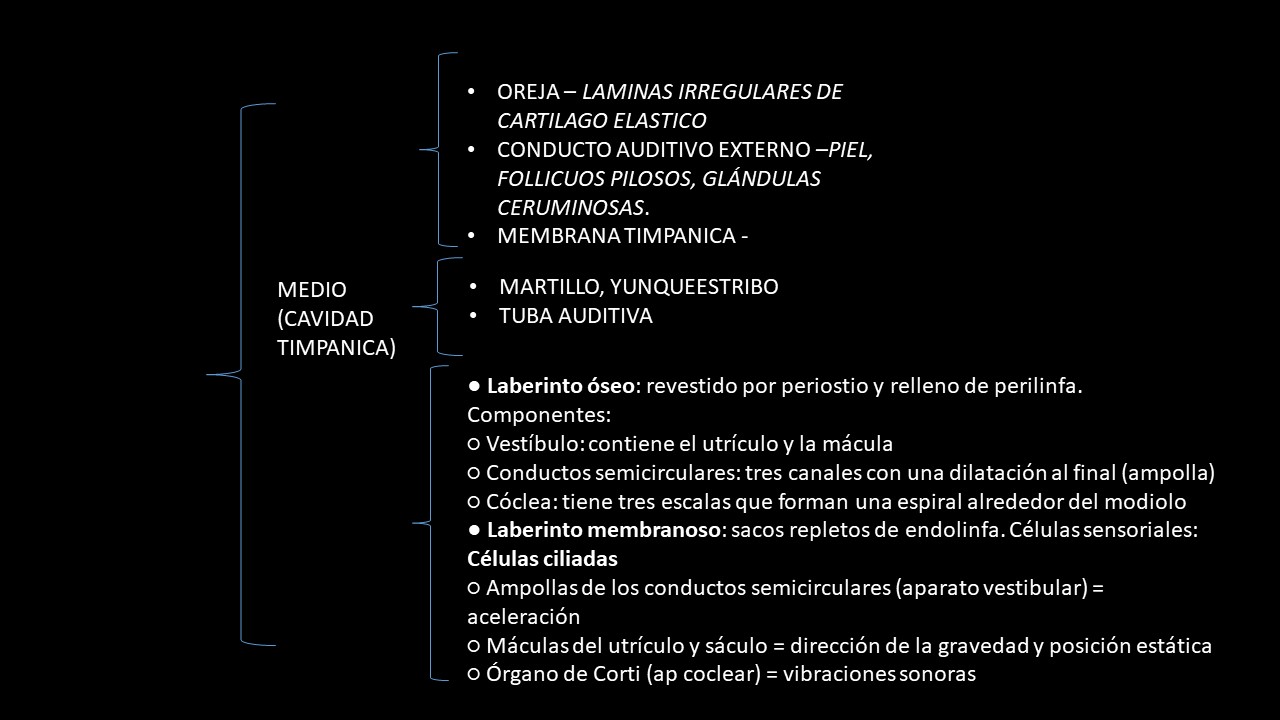 • OREJA – LAMINAS IRREGULARES DE
CARTILAGO ELASTICO
• CONDUCTO AUDITIVO EXTERNO –PIEL,
FOLLICUOS PILOSOS, GLÁNDULAS
CERUMINOSAS.
• MEMBRANA TIMPANICA -
MEDIO
(CAVIDAD
TIMPANICA)
• MARTILLO, YUNQUEESTRIBO
• TUBA AUDITIVA
● Laberinto óseo: revestido por periostio y relleno de perilinfa.
Componentes:
○ Vestíbulo: contiene el utrículo y la mácula
○ Conductos semicirculares: tres canales con una dilatación al final (ampolla)
○ Cóclea: tiene tres escalas que forman una espiral alrededor del modiolo
● Laberinto membranoso: sacos repletos de endolinfa. Células sensoriales:
Células ciliadas
○ Ampollas de los conductos semicirculares (aparato vestibular) =
aceleración
○ Máculas del utrículo y sáculo = dirección de la gravedad y posición estática
○ Órgano de Corti (ap coclear) = vibraciones sonoras